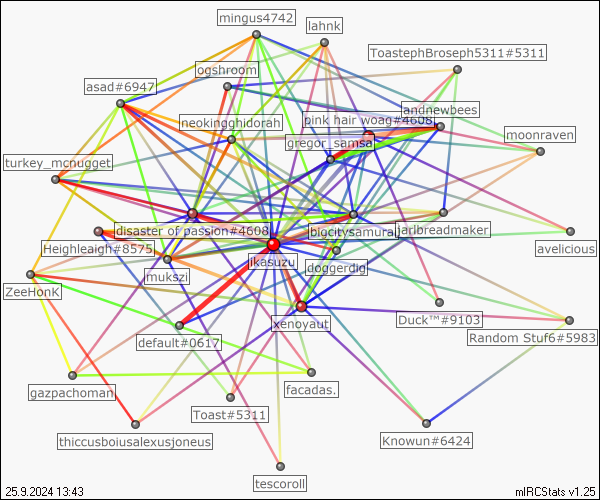 mingus4742
lahnk
ToastephBroseph5311#5311
ogshroom
asad#6947
andnewbees
pink hair woag#4608
neokingghidorah
moonraven
gregor_samsa
turkey_mcnugget
disaster of passion#4608
bigcitysamurai
jarlbreadmaker
avelicious
Heighleaigh#8575
jikasuzu
doggerdig
mukszi
ZeeHonk
xenoyaut
Duck™#9103
Random Stuf6#5983
default#0617
gazpachoman
facadas.
Toast#5311
thiccusboiusalexusjoneus
Knowun#6424
tescoroll
25.9.2024 13:43
mIRCStats v1.25